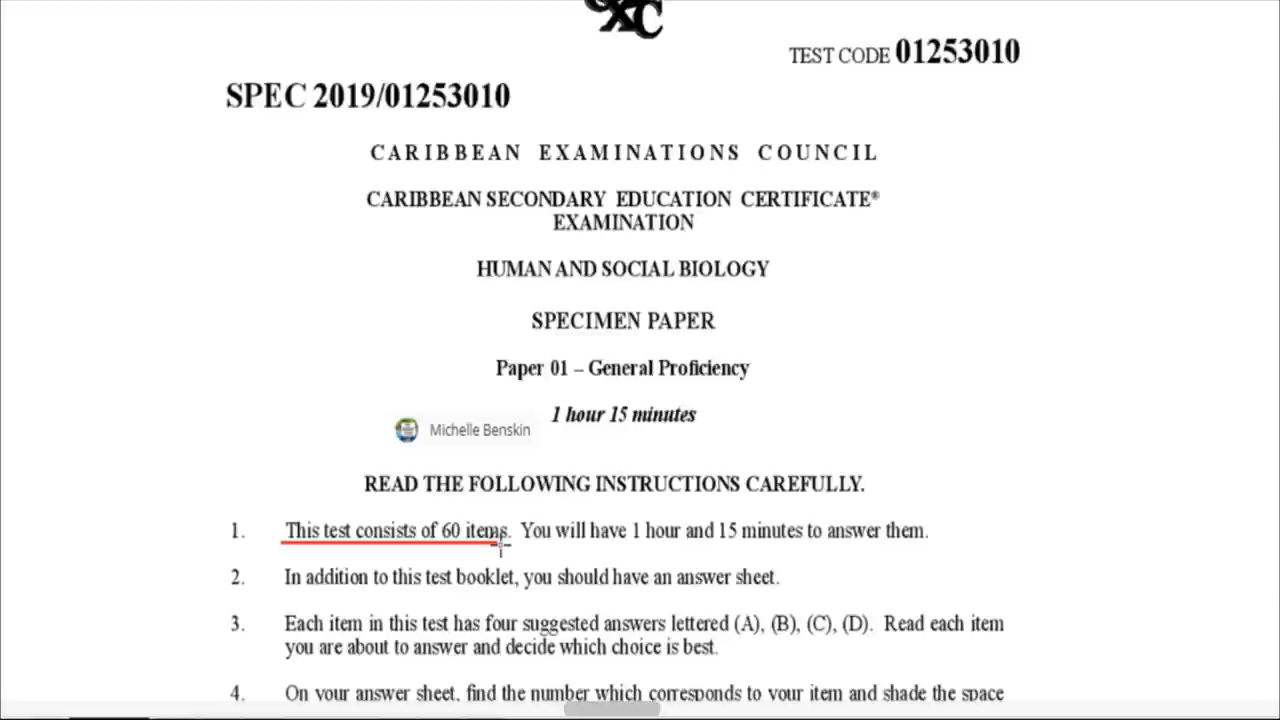 CXC
TEST CODE 01253010
SPEC 2019/01253010
CARIBBEAN EXAMINATIONS COUNCIL
CARIBBEAN SECONDARY EDUCATION CERTIFICATE®
EXAMINATION
HUMAN AND SOCIAL BIOLOGY
SPECIMEN PAPER
Paper 01 – General Proficiency
1 hour 15 minutes
Michelle Benskin
READ THE FOLLOWING INSTRUCTIONS CAREFULLY.
1. This test consists of 60 items. You will have 1 hour and 15 minutes to answer them.
2. In addition to this test booklet, you should have an answer sheet.
3. Each item in this test has four suggested answers lettered (A), (B), (C), (D). Read each item
you are about to answer and decide which choice is best.
4. On your answer sheet, find the number which corresponds to your item and shade the space